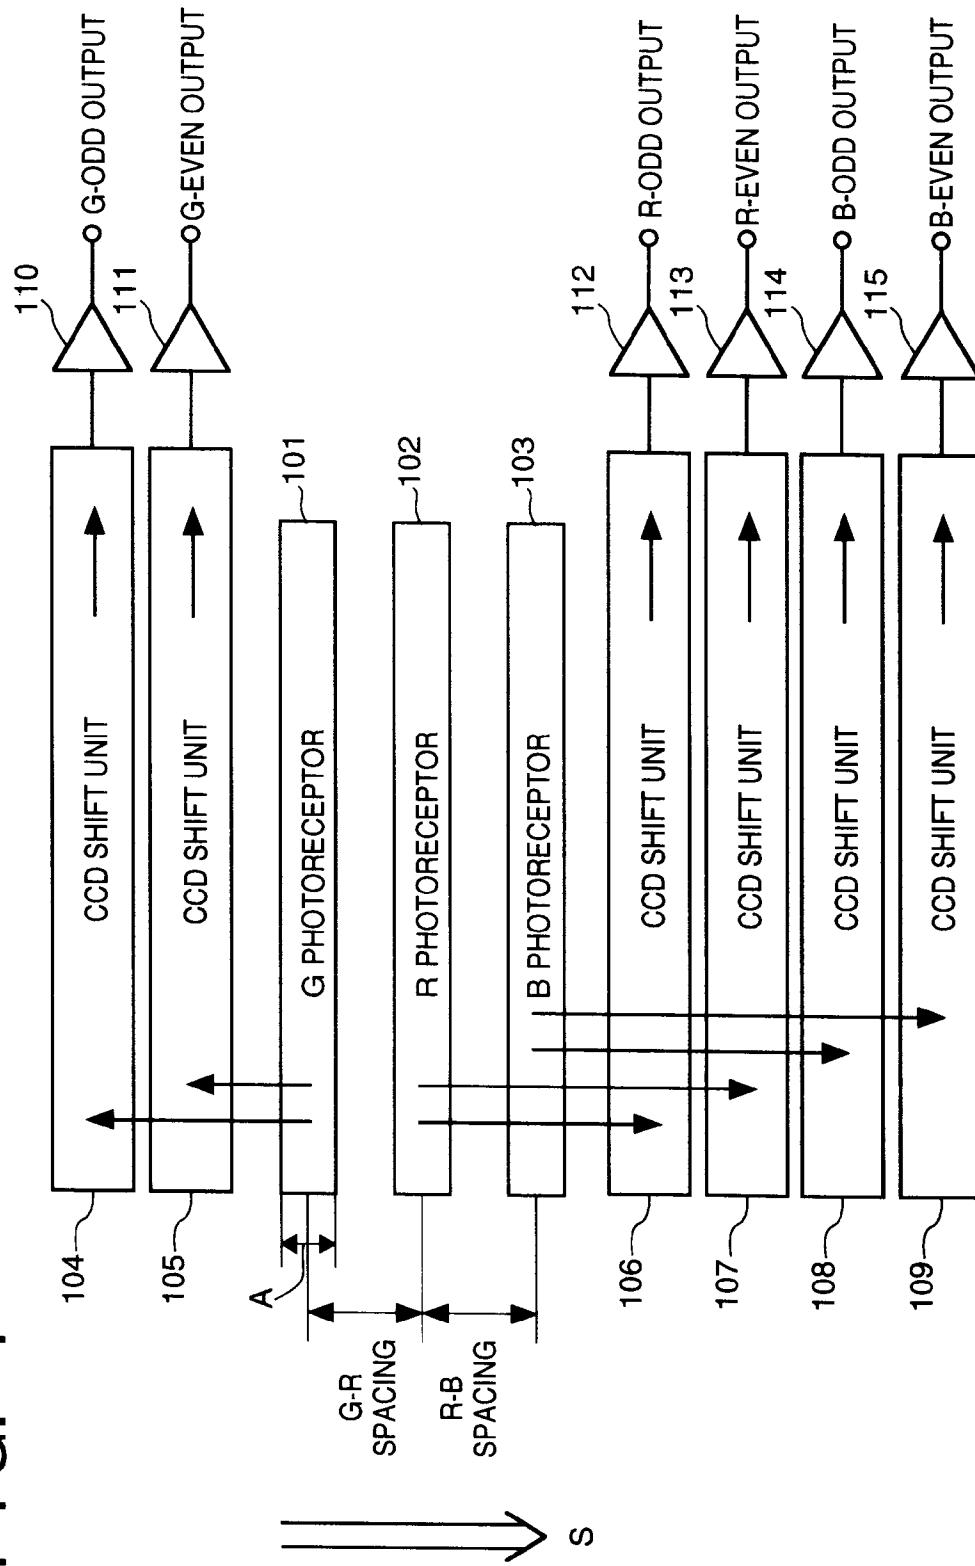 110
G-ODD OUTPUT
111
G-EVEN OUTPUT
104
CCD SHIFT UNIT
105
CCD SHIFT UNIT
A
G PHOTORECEPTOR
101
G-R
SPACING
R PHOTORECEPTOR
102
R-B
SPACING
B PHOTORECEPTOR
103
S
106
CCD SHIFT UNIT
112
R-ODD OUTPUT
107
CCD SHIFT UNIT
113
R-EVEN OUTPUT
108
CCD SHIFT UNIT
114
B-ODD OUTPUT
109
CCD SHIFT UNIT
115
B-EVEN OUTPUT